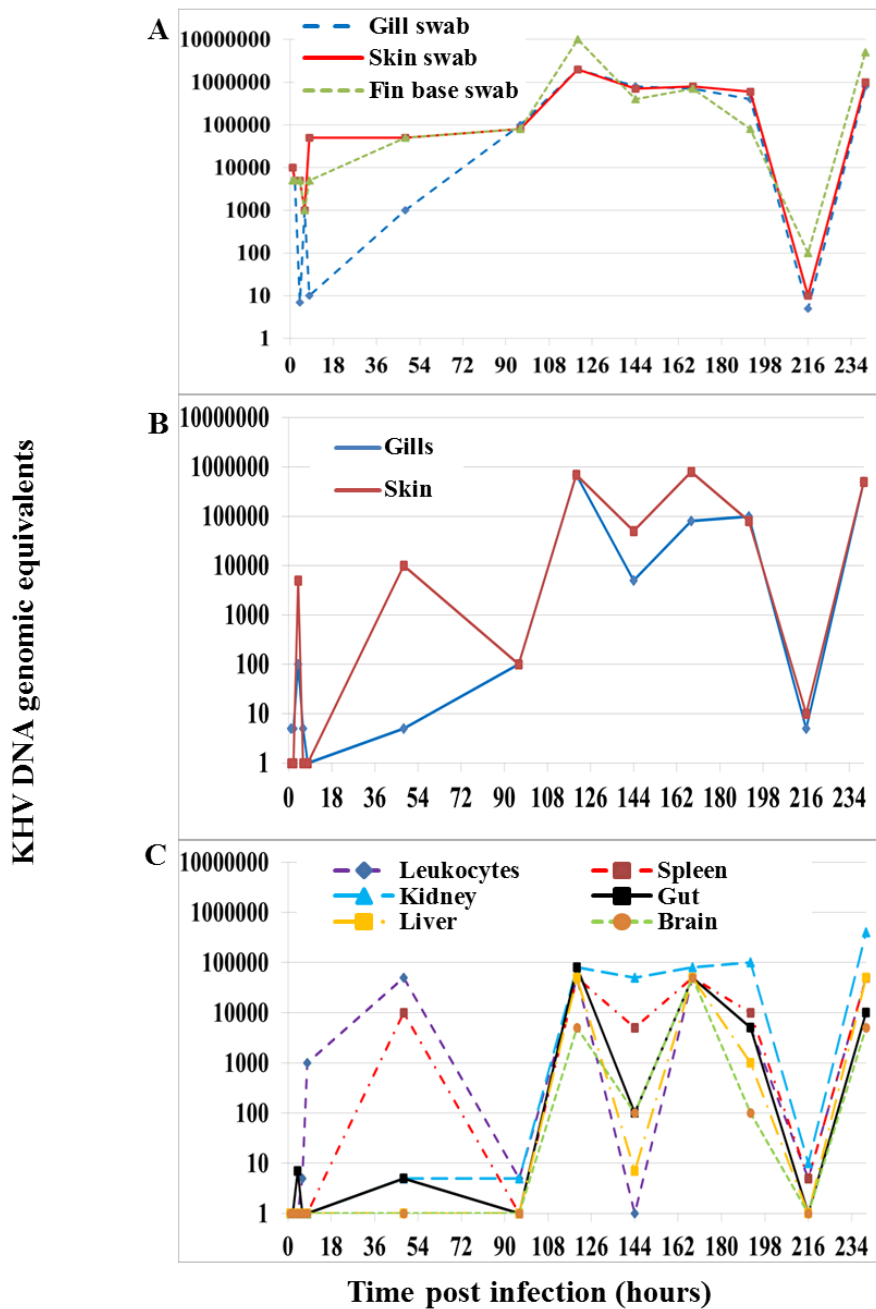 A
Gill swab
Skin swab
Fin base swab
10000000
1000000
100000
10000
1000
100
10
1
0 18 36 54 72 90 108 126 144 162 180 198 216 234
B
Gills
Skin
10000000
1000000
100000
10000
1000
100
10
1
0 18 36 54 72 90 108 126 144 162 180 198 216 234
C
Leukocytes Spleen
Kidney Gut
Liver Brain
10000000
1000000
100000
10000
1000
100
10
1
0 18 36 54 72 90 108 126 144 162 180 198 216 234
KHV DNA genomic equivalents
Time post infection (hours)